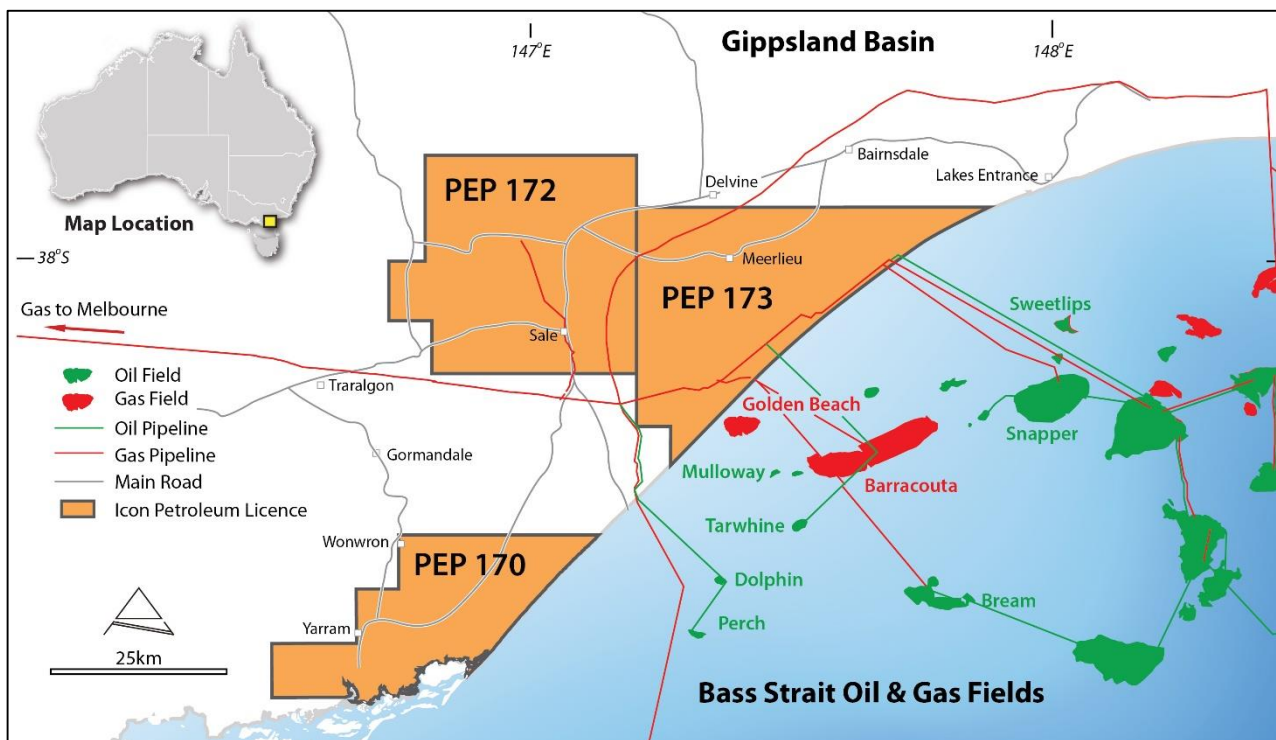 Gippsland Basin
147°E
148°E
Map Location
38°S
PEP 172
Bairnsdale
Delvine
Lakes Entrance
Meerlieu
PEP 173
Gas to Melbourne
Sale
Sweetlips
Traralgon
Oil Field
Gas Field
Oil Pipeline
Gas Pipeline
Main Road
Icon Petroleum Licence
Golden Beach
Snapper
Gormandale
Mulloway
Barracouta
Tarwhine
Wonwron
PEP 170
Dolphin
Bream
Perch
Yarram
25km
Bass Strait Oil & Gas Fields